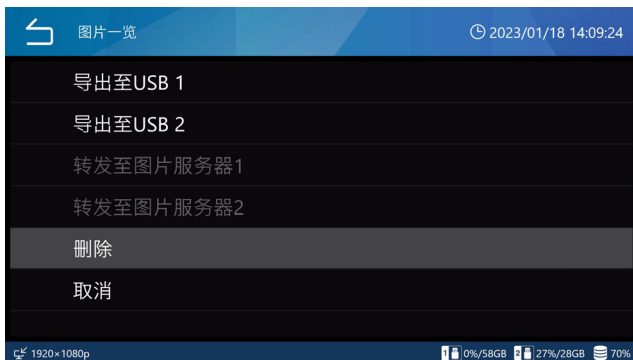 图片一览
2023/01/18 14:09:24
导出至USB 1
导出至USB 2
转发至图片服务器1
转发至图片服务器2
删除
取消
1920×1080p
1 0%/58GB 2 27%/28GB 70%